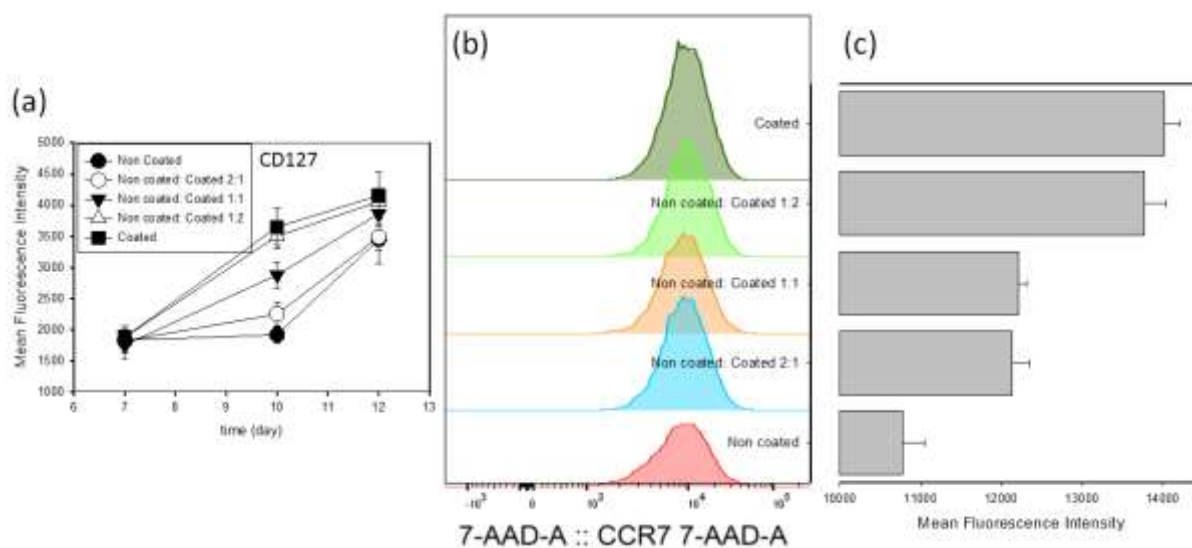 (a)
CD127
Non Coated
Non coated: Coated 2:1
Non coated: Coated 1:1
Non coated: Coated 1:2
Coated
Mean Fluorescence Intensity
5000
4500
4000
3500
3000
2500
2000
1500
1000
6 7 8 9 10 11 12 13
time (day)
(b)
Coated
Non coated: Coated 1:2
Non coated: Coated 1:1
Non coated: Coated 2:1
Non coated
-10³ 0 10³ 10⁴ 10⁵
7-AAD-A :: CCR7 7-AAD-A
(c)
10000 11000 12000 13000 14000
Mean Fluorescence Intensity